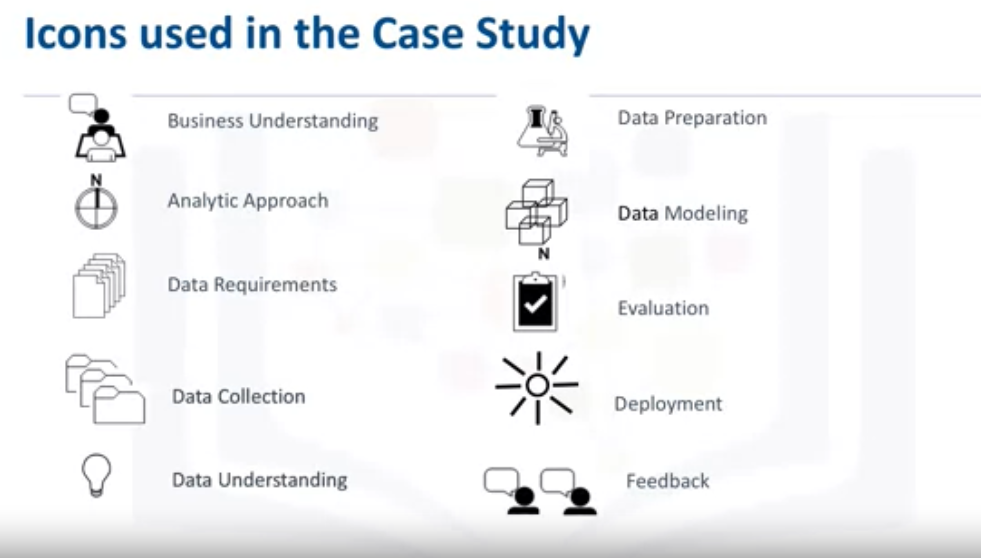 Icons used in the Case Study
Business Understanding
N
Analytic Approach
Data Requirements
Data Collection
Data Understanding
Data Preparation
Data Modeling
N
Evaluation
Deployment
Feedback